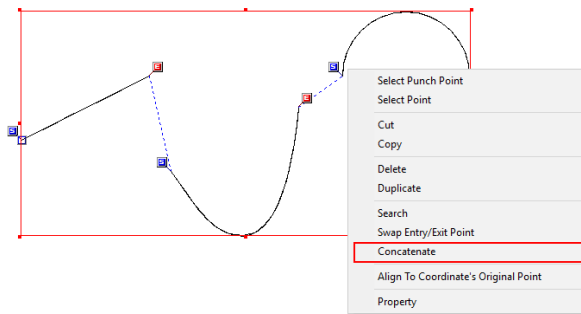 E
S
S
E
S
Select Punch Point
Select Point
Cut
Copy
Delete
Duplicate
Search
Swap Entry/Exit Point
Concatenate
Align To Coordinate's Original Point
Property